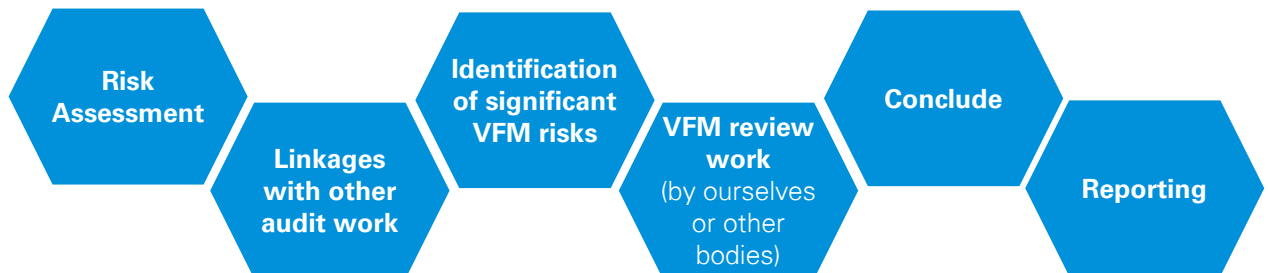 Risk
Assessment
Linkages
with other
audit work
Identification
of significant
VFM risks
VFM review
work
(by ourselves
or other
bodies)
Conclude
Reporting